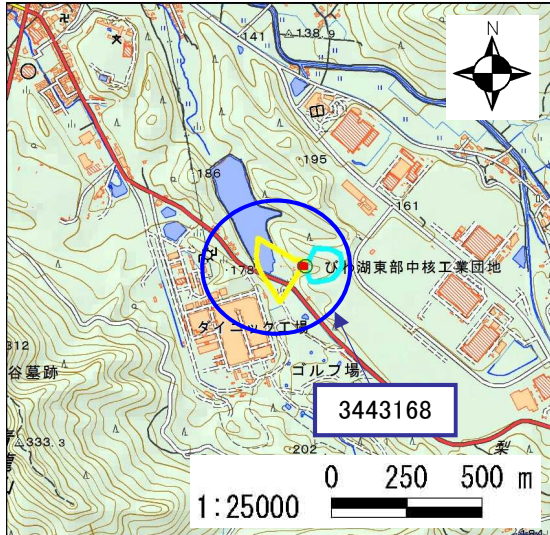 N
141
138.9
195
186
161
178
びわ湖東部中核工業団地
ダイニック工場
312
谷墓跡
ゴルフ場
3443168
333.3
202
梨
0 250 500 m
1:25000